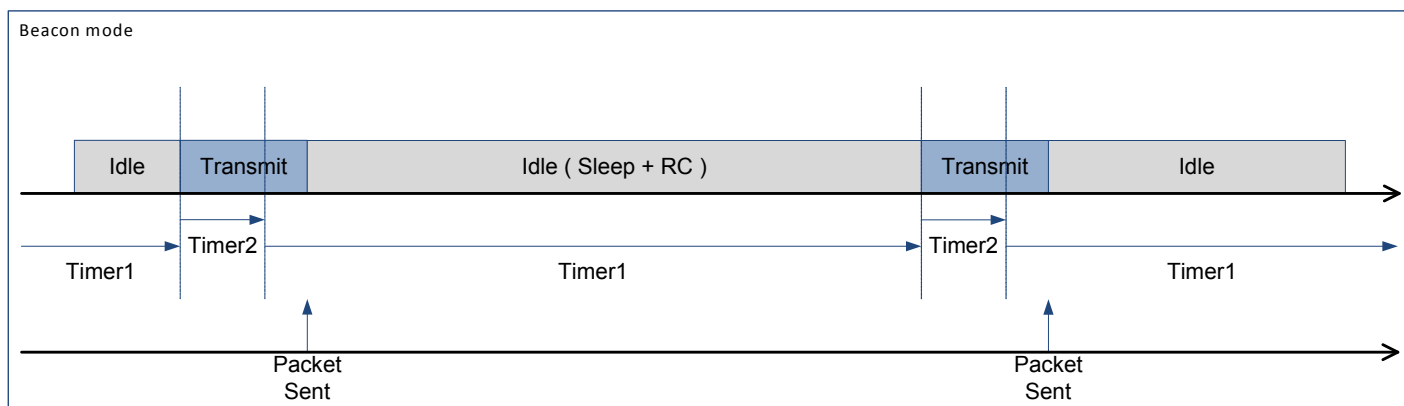 Beacon mode
Idle
Transmit
Idle ( Sleep + RC )
Transmit
Idle
Timer2
Timer2
Timer1
Timer1
Timer1
Packet
Sent
Packet
Sent